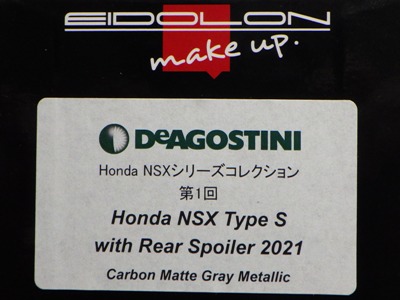 EIDOLON
make up.
DeAGOSTINI
Honda NSXシリーズコレクション
第1回
Honda NSX Type S
with Rear Spoiler 2021
Carbon Matte Gray Metallic